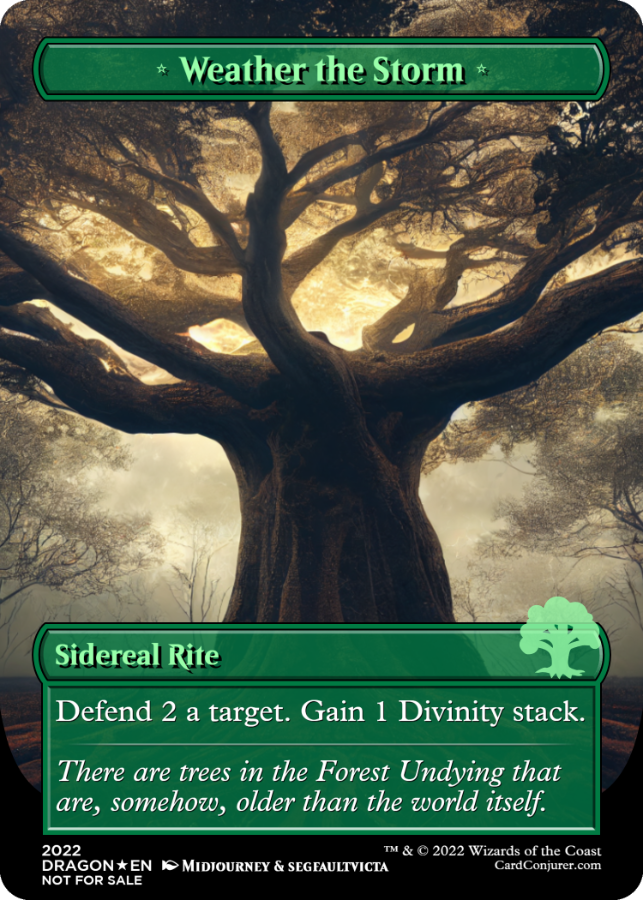 ☆ Weather the Storm ☆
Sidereal Rite
Defend 2 a target. Gain 1 Divinity stack.
There are trees in the Forest Undying that
are, somehow, older than the world itself.
2022
DRAGON★EN MIDJOURNEY & SEGFAULTVICTA
NOT FOR SALE
™ & © 2022 Wizards of the Coast
CardConjurer.com